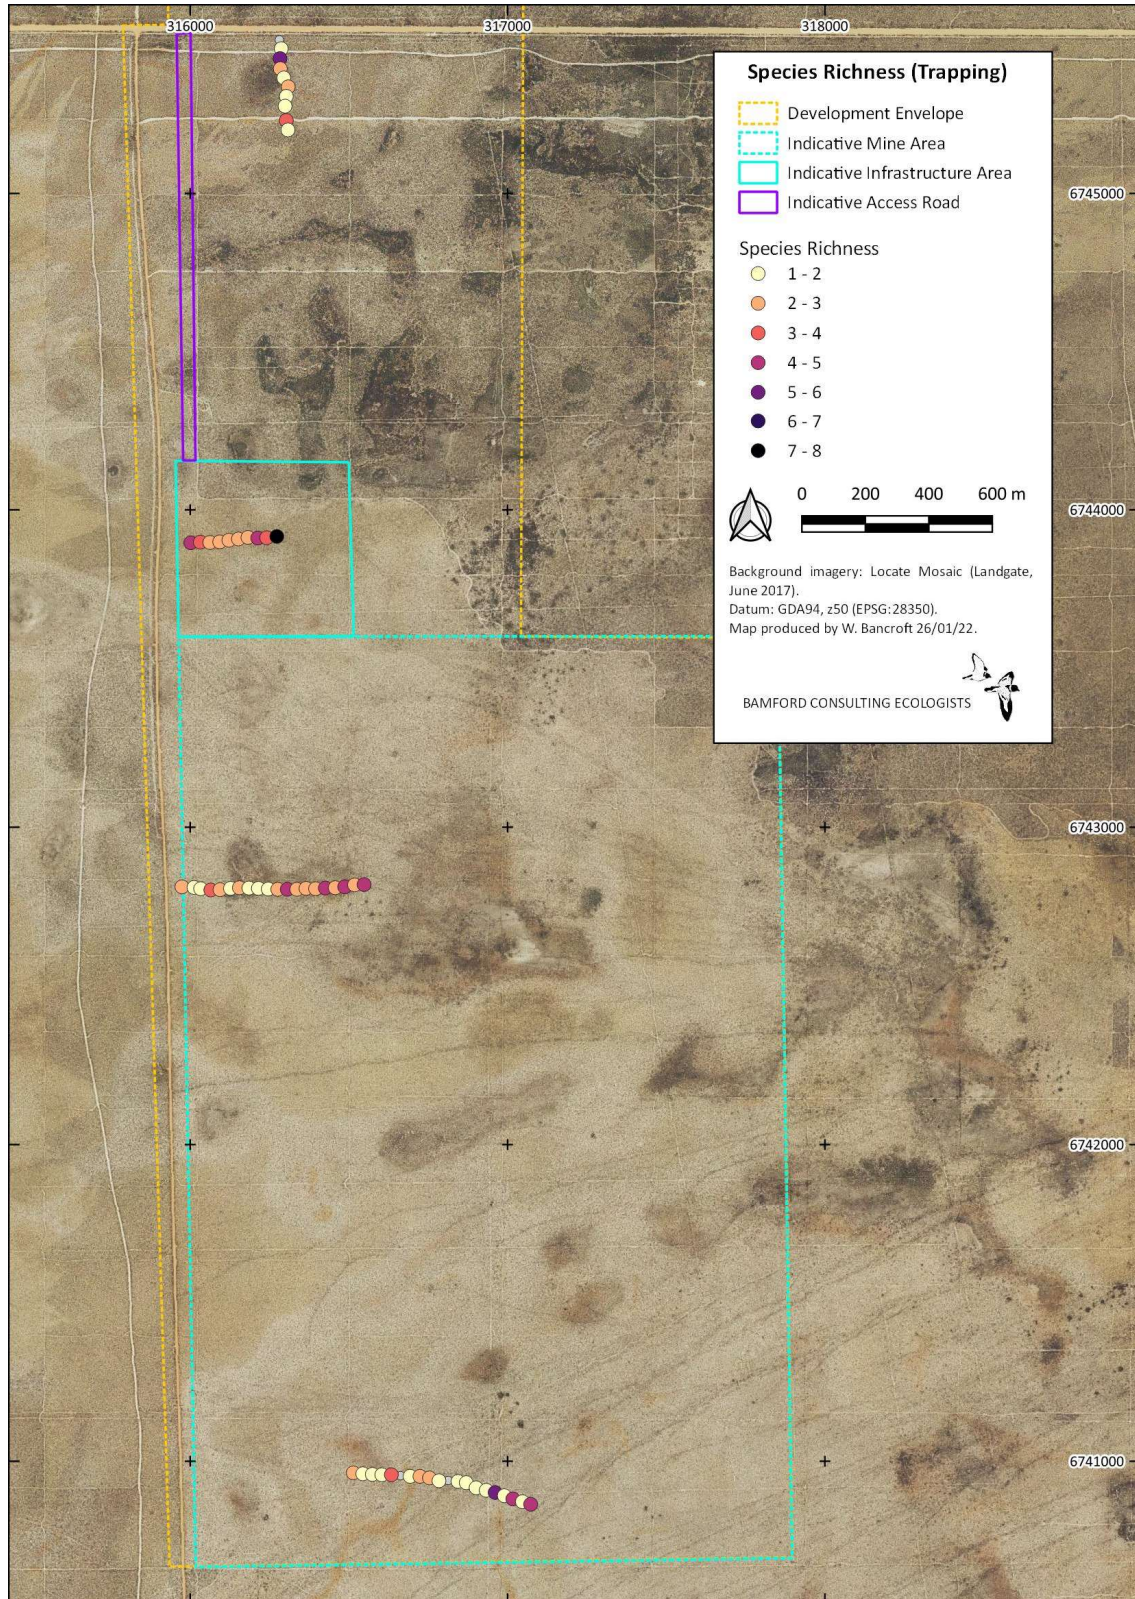 316000
317000
318000
Species Richness (Trapping)
Development Envelope
Indicative Mine Area
Indicative Infrastructure Area
Indicative Access Road
Species Richness
1 - 2
2 - 3
3 - 4
4 - 5
5 - 6
6 - 7
7 - 8
0 200 400 600 m
Background imagery: Locate Mosaic (Landgate,
June 2017).
Datum: GDA94, z50 (EPSG:28350).
Map produced by W. Bancroft 26/01/22.
BAMFORD CONSULTING ECOLOGISTS
6745000
6744000
6743000
6742000
6741000